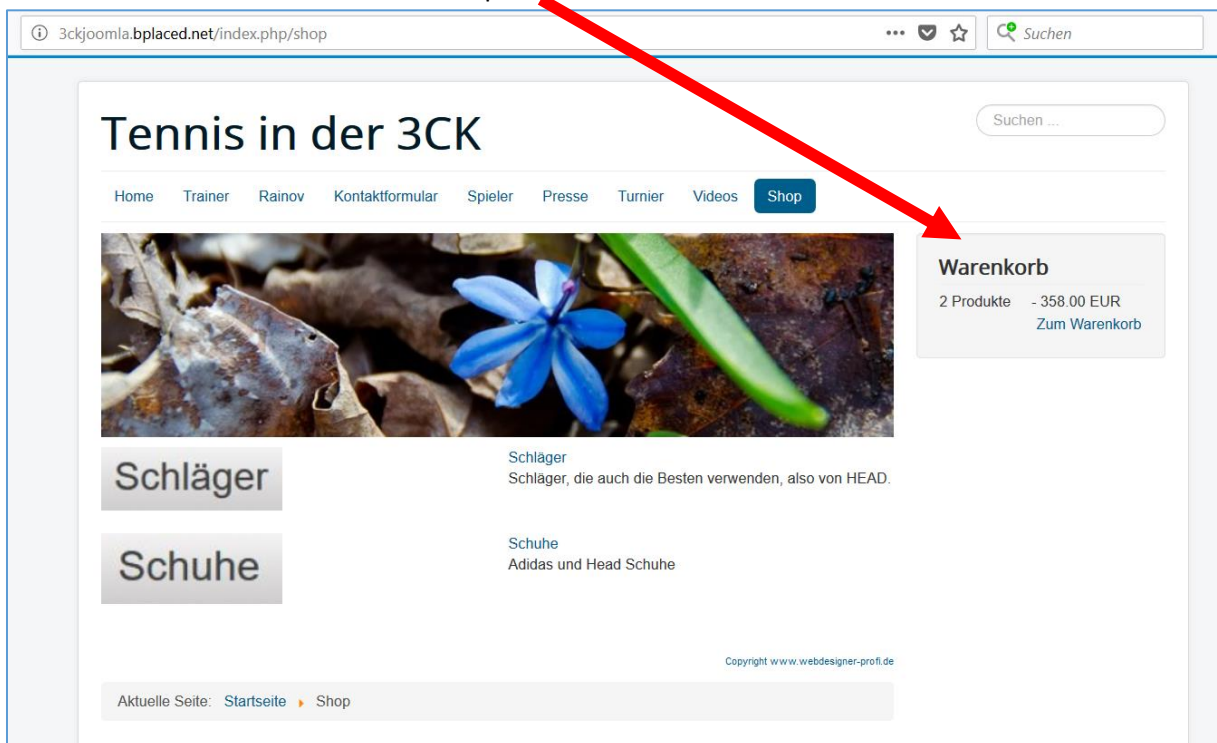 3ckjoomla.bplaced.net/index.php/shop
Suchen
Tennis in der 3CK
Suchen ...
Home Trainer Rainov Kontaktformular Spieler Presse Turnier Videos Shop
Warenkorb
2 Produkte - 358.00 EUR
Zum Warenkorb
Schläger
Schläger
Schläger, die auch die Besten verwenden, also von HEAD.
Schuhe
Schuhe
Adidas und Head Schuhe
Copyright www.webdesigner-profi.de
Aktuelle Seite: Startseite Shop